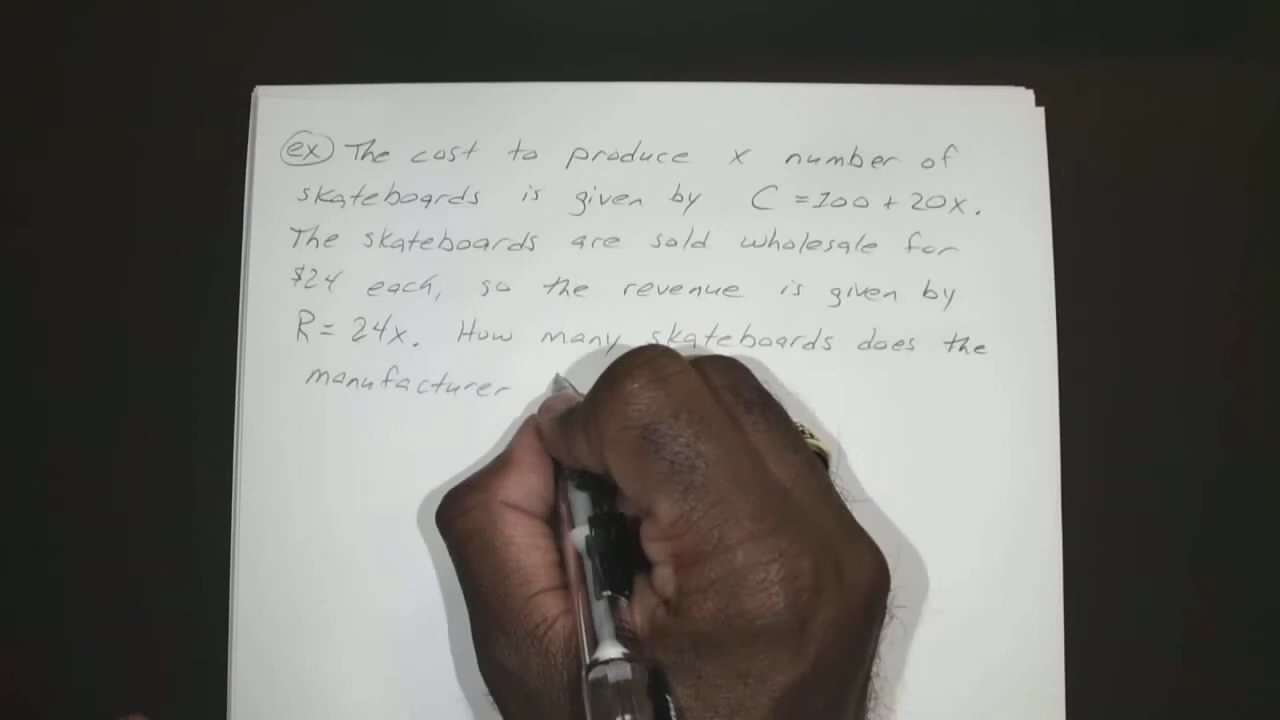 ex The cost to produce x number of
skateboards is given by C = 100 + 20x.
The skateboards are sold wholesale for
$24 each, so the revenue is given by
R = 24x. How many skateboards does the
manufacturer